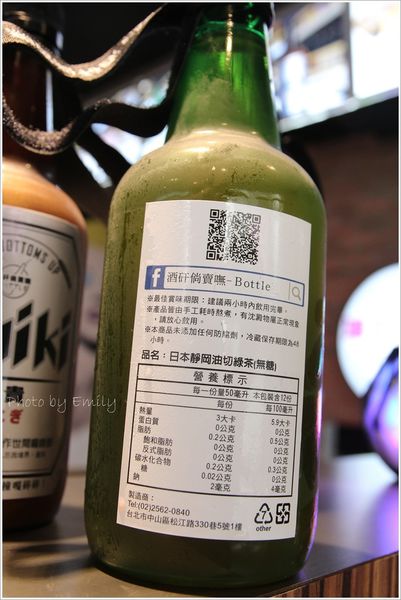 酒矸倘賣嘸-Bottle
※最佳賞味期限：建議兩小時內飲用完畢。
※產品皆由手工耗時熬煮，有沈澱物屬正常現象，
請放心飲用。
※本商品未添加任何防腐劑，冷藏保存期限為48
小時。
品名：日本靜岡油切綠茶(無糖)
營養標示
每一份量50毫升 本包裝含12份
每份 每100毫升
熱量 3大卡 5.9大卡
蛋白質 0公克 0公克
脂肪 0.2公克 0.5公克
飽和脂肪 0公克 0公克
反式脂肪 0公克 0公克
碳水化合物 0.2公克 0.3公克
糖 0.02公克 0公克
鈉 2毫克 4毫克
製造商：
Tel:(02)2562-0840
台北市中山區松江路330巷5號1樓
7
other
BOTTOMS UP
Photo by Emily